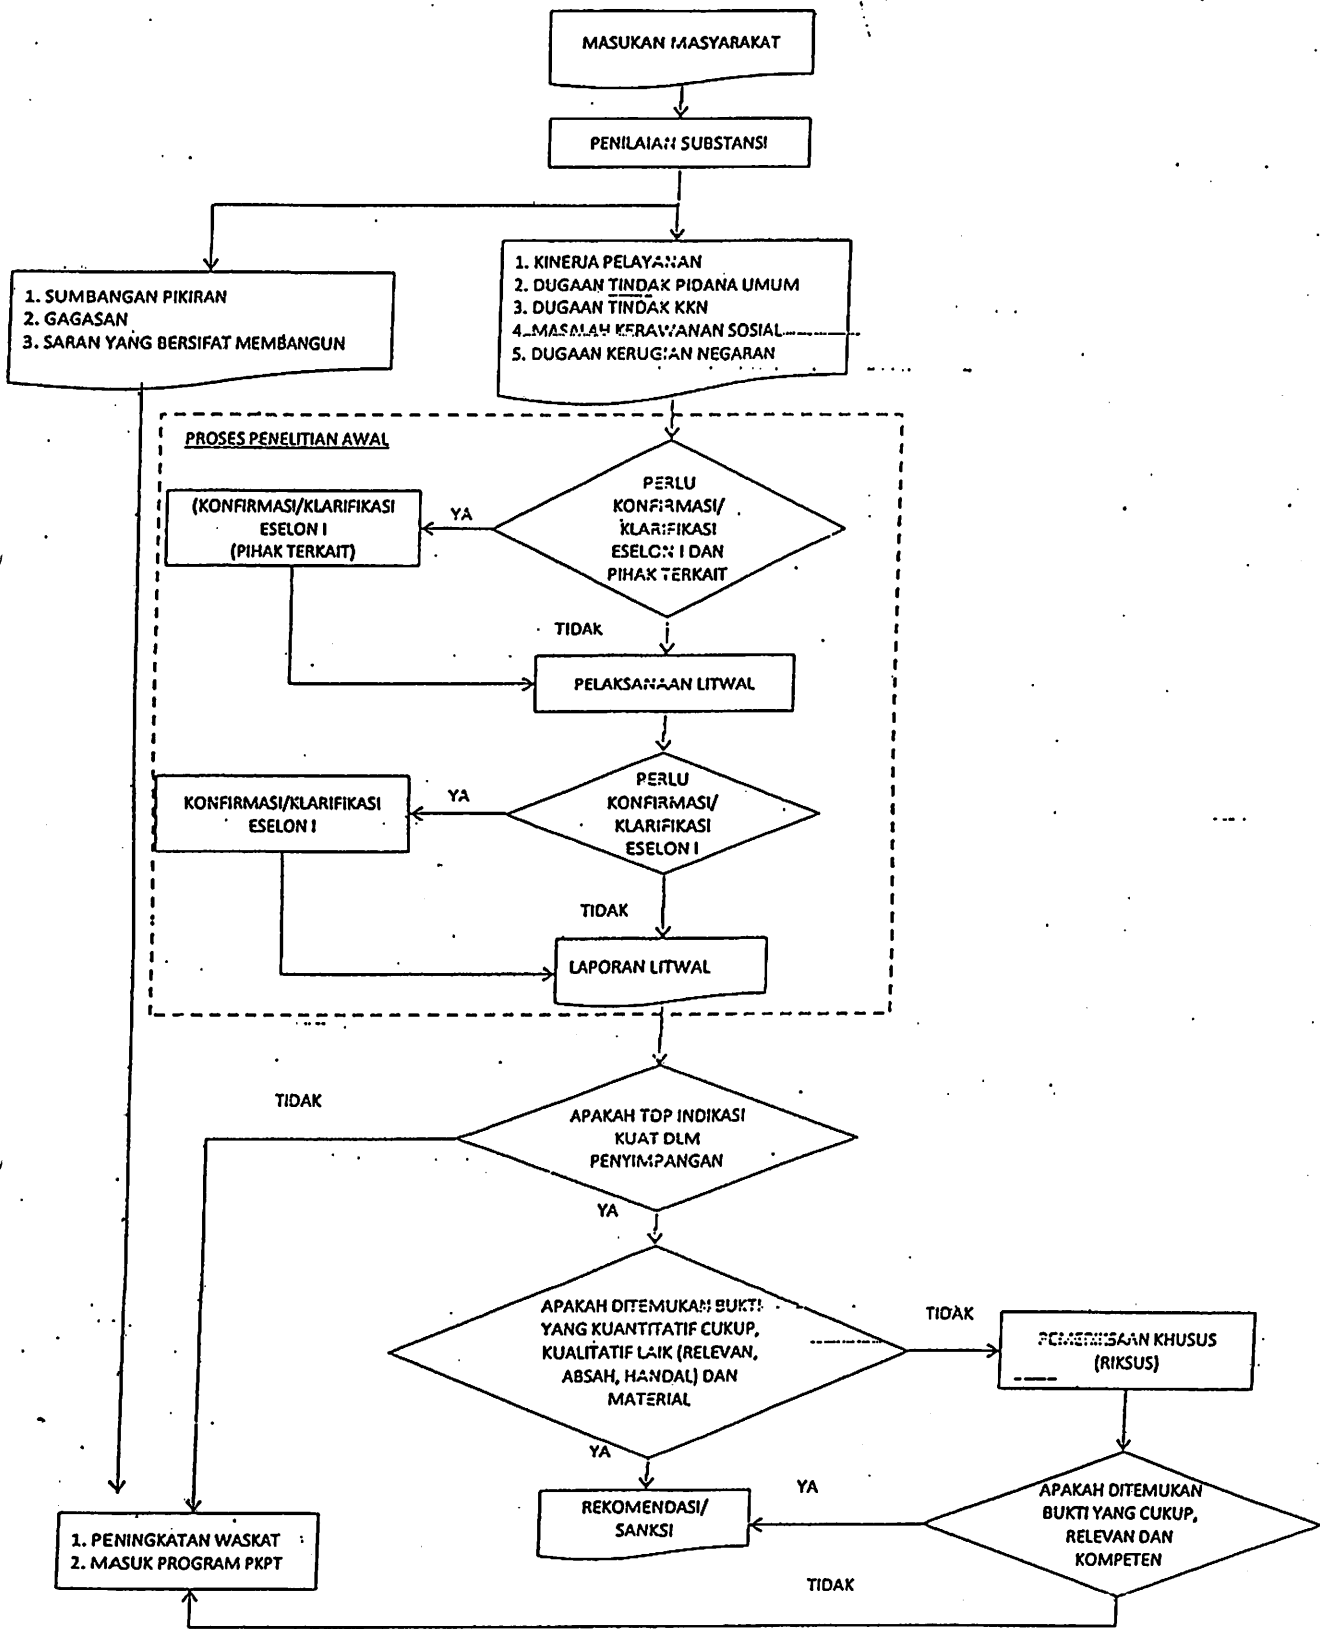 MASUKAN MASYARAKAT
PENILAIAN SUBSTANSI
1. SUMBANGAN PIKIRAN
2. GAGASAN
3. SARAN YANG BERSIFAT MEMBANGUN
1. KINERJA PELAYANAN
2. DUGAAN TINDAK PIDANA UMUM
3. DUGAAN TINDAK KKN
4. MASALAH KERAWANAN SOSIAL
5. DUGAAN KERUGIAN NEGARAN
PROSES PENELITIAN AWAL
PERLU
KONFIRMASI/
KLARIFIKASI
ESELON I DAN
PIHAK TERKAIT
YA
(KONFIRMASI/KLARIFIKASI
ESELON I
(PIHAK TERKAIT)
TIDAK
PELAKSANAAN LITWAL
PERLU
KONFIRMASI/
KLARIFIKASI
ESELON I
YA
KONFIRMASI/KLARIFIKASI
ESELON I
TIDAK
LAPORAN LITWAL
APAKAH TOP INDIKASI
KUAT DLM
PENYIMPANGAN
TIDAK
YA
APAKAH DITEMUKAN BUKTI
YANG KUANTITATIF CUKUP,
KUALITATIF LAIK (RELEVAN,
ABSAH, HANDAL) DAN
MATERIAL
TIDAK
PEMERIKSAAN KHUSUS
(RIKSUS)
YA
REKOMENDASI/
SANKSI
YA
APAKAH DITEMUKAN
BUKTI YANG CUKUP,
RELEVAN DAN
KOMPETEN
TIDAK
1. PENINGKATAN WASKAT
2. MASUK PROGRAM PKPT